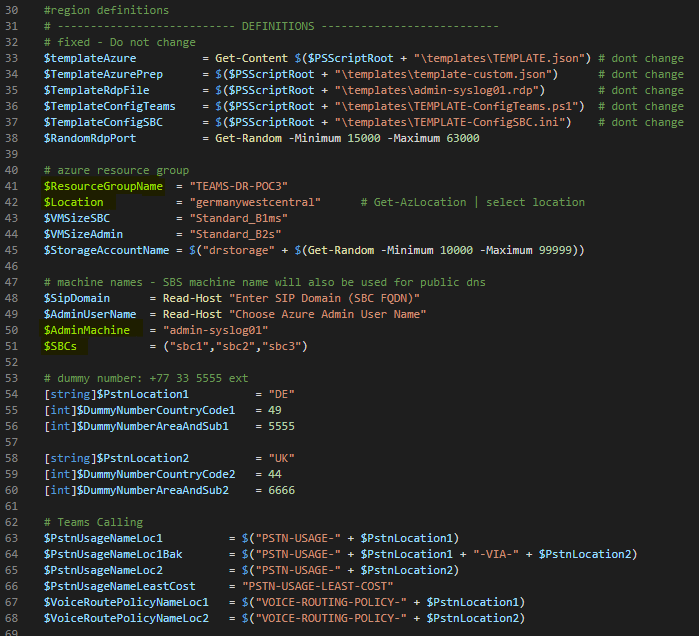 30 #region definitions
31 # --------------------------- DEFINITIONS ---------------------------
32 # fixed - Do not change
33 $TemplateAzure = Get-Content $($PSScriptRoot + "\templates\TEMPLATE.json") # dont change
34 $TemplateAzurePrep = $($PSScriptRoot + "\templates\template-custom.json") # dont change
35 $TemplateRdpFile = $($PSScriptRoot + "\templates\admin-syslog01.rdp") # dont change
36 $TemplateConfigTeams = $($PSScriptRoot + "\templates\TEMPLATE-ConfigTeams.ps1") # dont change
37 $TemplateConfigSBC = $($PSScriptRoot + "\templates\TEMPLATE-ConfigSBC.ini") # dont change
38 $RandomRdpPort = Get-Random -Minimum 15000 -Maximum 63000
39
40 # azure resource group
41 $ResourceGroupName = "TEAMS-DR-POC3"
42 $Location = "germanywestcentral" # Get-AzLocation | select location
43 $VMSizeSBC = "Standard_B1ms"
44 $VMSizeAdmin = "Standard_B2s"
45 $StorageAccountName = $("drstorage" + $(Get-Random -Minimum 10000 -Maximum 99999))
46
47 # machine names - SBS machine name will also be used for public dns
48 $SipDomain = Read-Host "Enter SIP Domain (SBC FQDN)"
49 $AdminUserName = Read-Host "Choose Azure Admin User Name"
50 $AdminMachine = "admin-syslog01"
51 $SBCs = ("sbc1","sbc2","sbc3")
52
53 # dummy number: +77 33 5555 ext
54 [string]$PstnLocation1 = "DE"
55 [int]$DummyNumberCountryCode1 = 49
56 [int]$DummyNumberAreaAndSub1 = 5555
57
58 [string]$PstnLocation2 = "UK"
59 [int]$DummyNumberCountryCode2 = 44
60 [int]$DummyNumberAreaAndSub2 = 6666
61
62 # Teams Calling
63 $PstnUsageNameLoc1 = $("PSTN-USAGE-" + $PstnLocation1)
64 $PstnUsageNameLoc1Bak = $("PSTN-USAGE-" + $PstnLocation1 + "-VIA-" + $PstnLocation2)
65 $PstnUsageNameLoc2 = $("PSTN-USAGE-" + $PstnLocation2)
66 $PstnUsageNameLeastCost = "PSTN-USAGE-LEAST-COST"
67 $VoiceRoutePolicyNameLoc1 = $("VOICE-ROUTING-POLICY-" + $PstnLocation1)
68 $VoiceRoutePolicyNameLoc2 = $("VOICE-ROUTING-POLICY-" + $PstnLocation2)
69